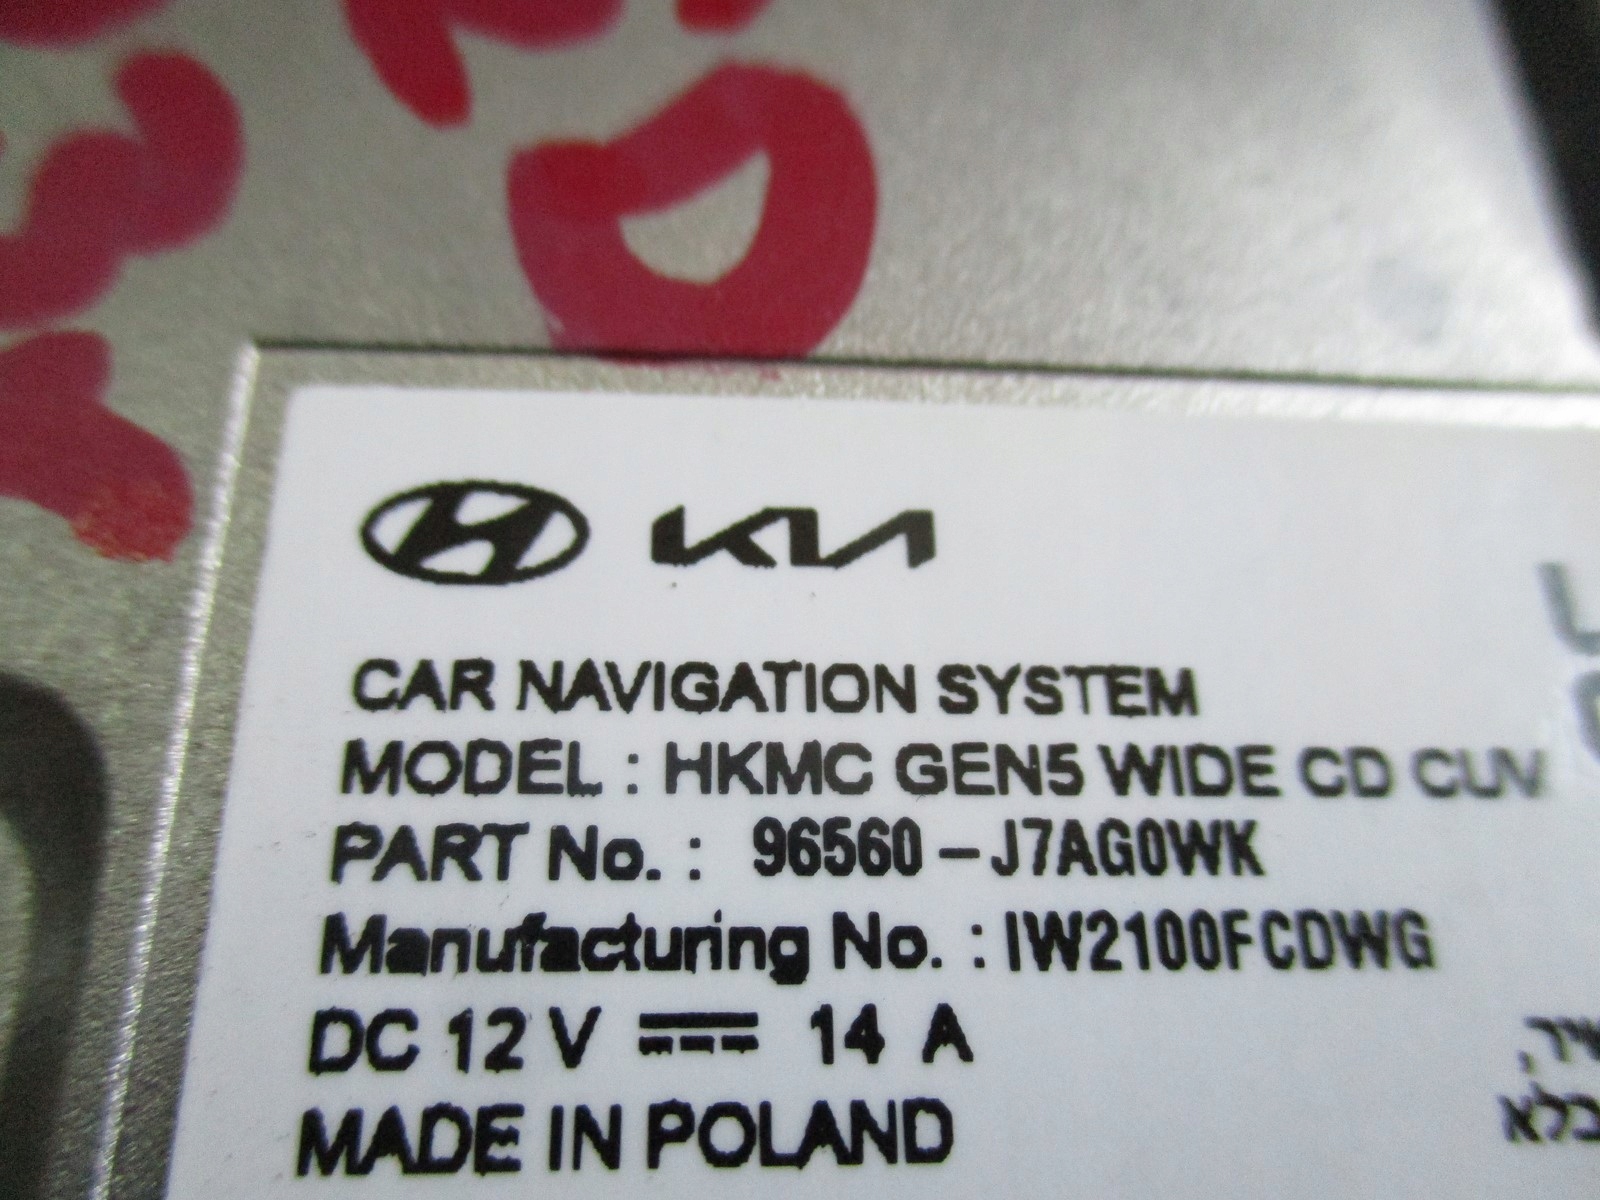 KIA
CAR NAVIGATION SYSTEM
MODEL : HKMC GEN5 WIDE CD CUV
PART No. : 96560-J7AG0WK
Manufacturing No. : IW2100FCDWG
DC 12 V ⎓ 14 A
MADE IN POLAND